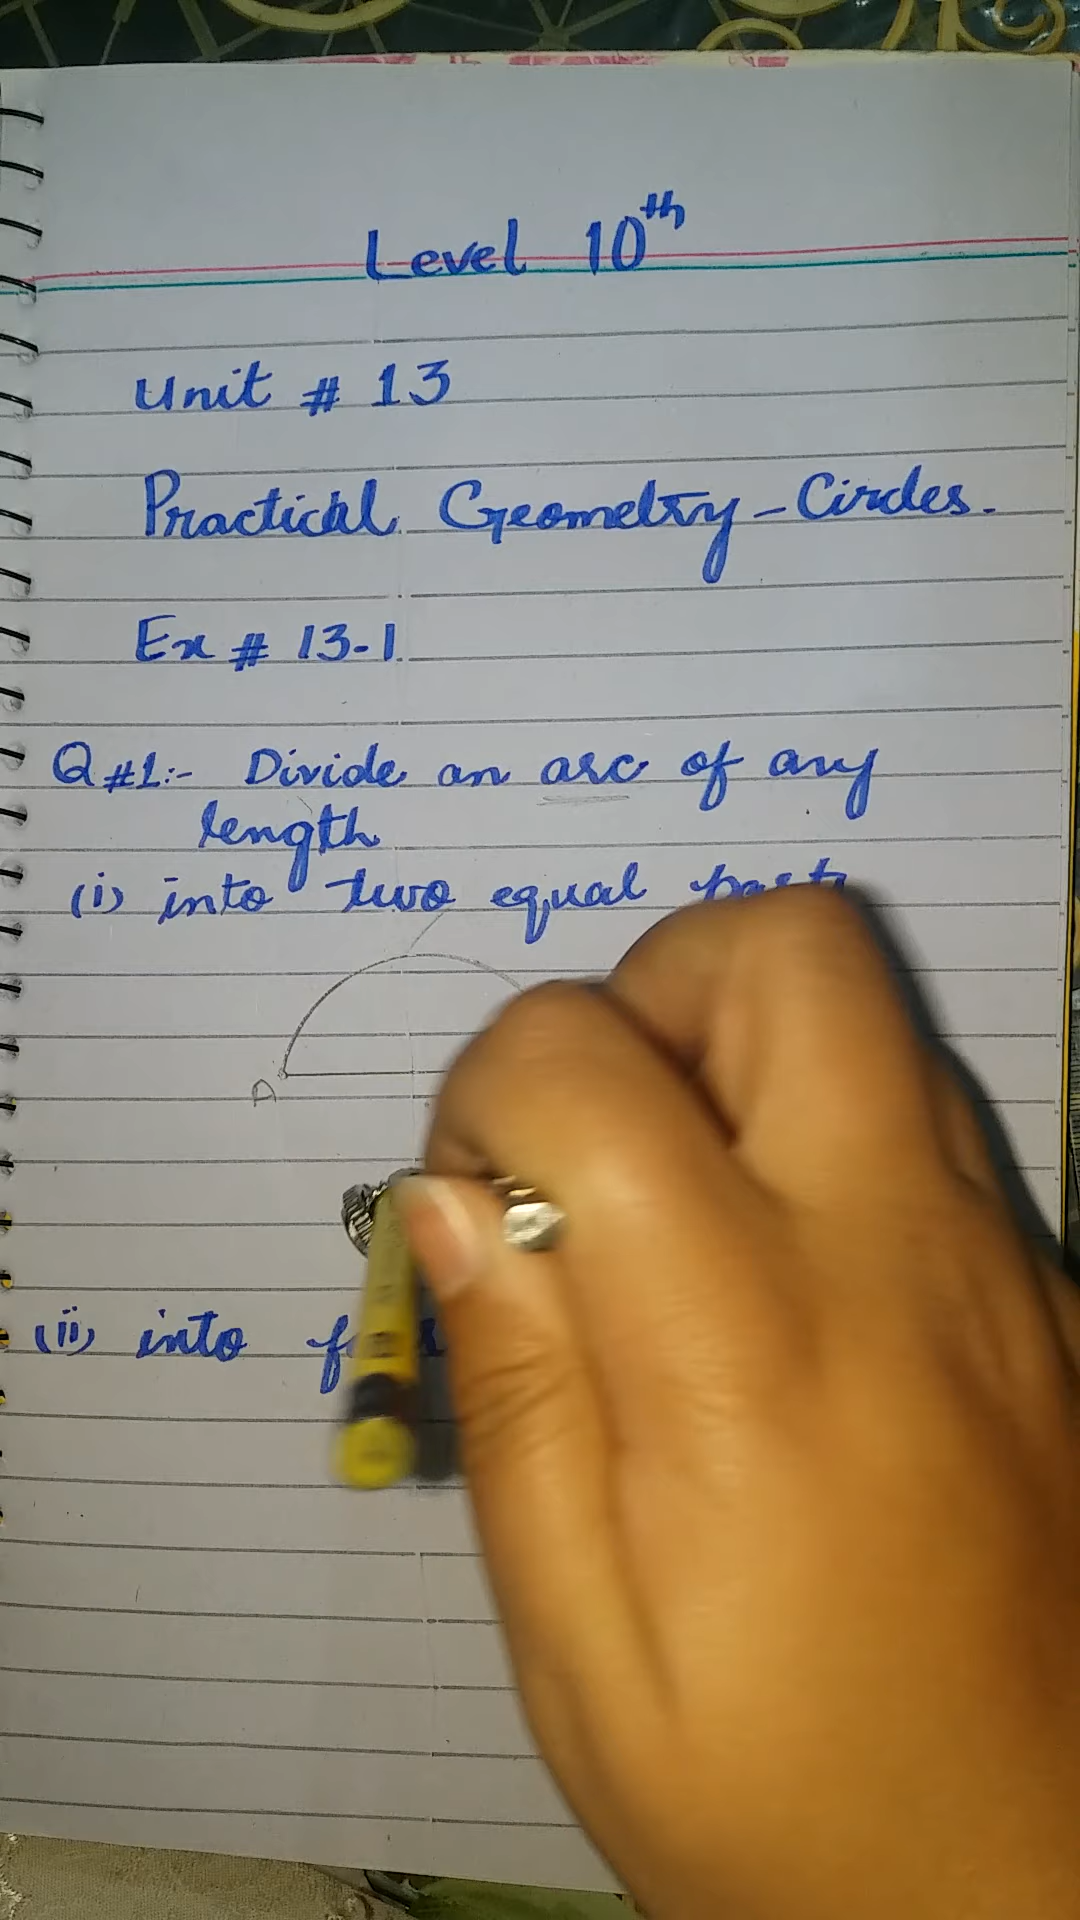 Level 10th
Unit # 13
Practical Geometry - Circles.
Ex # 13-1
Q #1:- Divide an arc of any
length
(i) into two equal parts
A
(ii) into